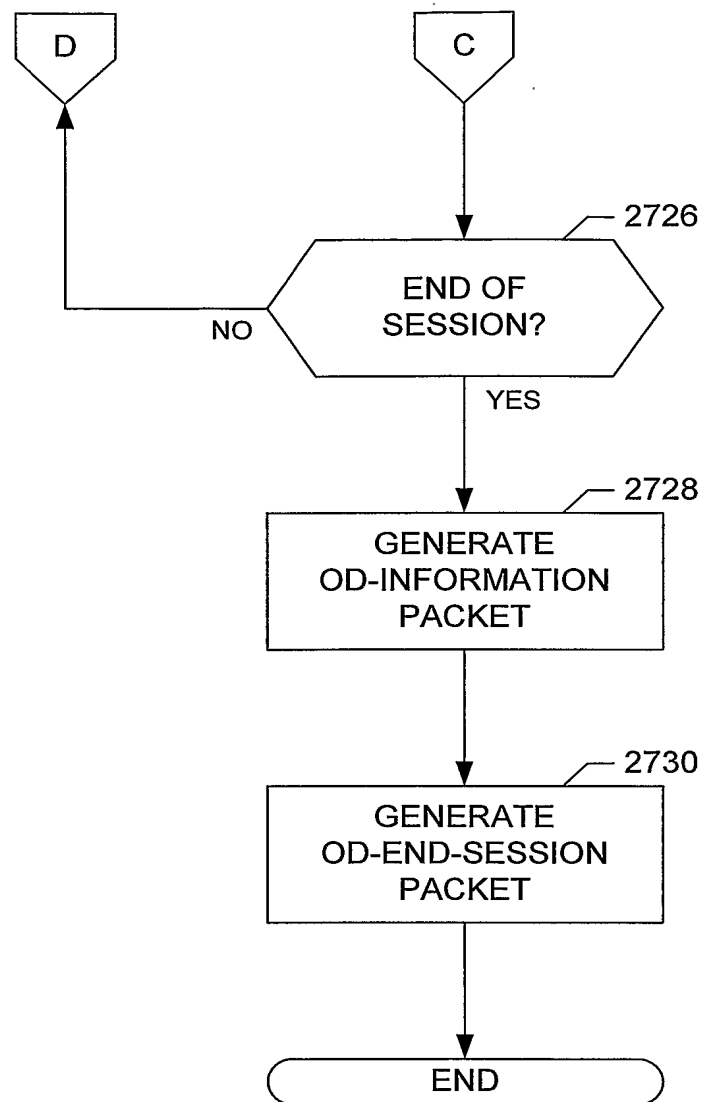 D
C
2726
END OF
SESSION?
NO
YES
2728
GENERATE
OD-INFORMATION
PACKET
2730
GENERATE
OD-END-SESSION
PACKET
END